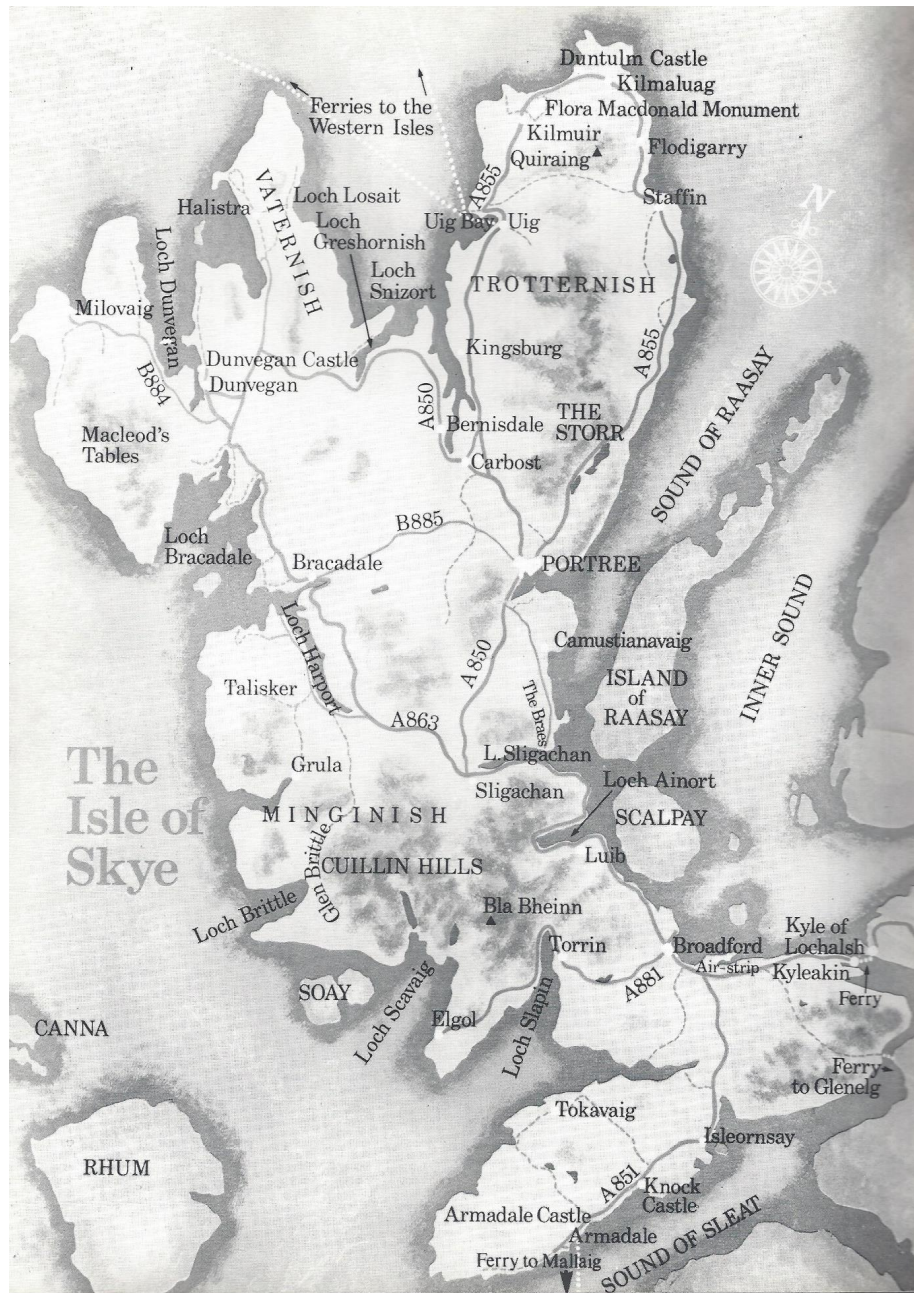 Duntulm Castle
Kilmaluag
Ferries to the
Western Isles
Flora Macdonald Monument
Kilmuir
Quiraing
Flodigarry
A855
VATERNISH
Loch Losait
Staffin
N
Halistra
Loch
Greshornish
Uig Bay
Uig
Loch Dunvegan
Loch
Snizort
TROTTERNISH
Milovaig
Kingsburg
A855
Dunvegan Castle
Dunvegan
B884
A850
SOUND OF RAASAY
Bernisdale
THE
STORR
Macleod's
Tables
Carbost
B885
Loch
Bracadale
Bracadale
PORTREE
INNER SOUND
Loch Harport
Camustianavaig
A850
ISLAND
of
RAASAY
Talisker
The Braes
A863
L. Sligachan
The
Isle of
Skye
Grula
Sligachan
Loch Ainort
MINGINISH
SCALPAY
Luib
Glen Brittle
CUILLIN HILLS
Loch Brittle
Bla Bheinn
Torrin
Broadford
Kyle of
Lochalsh
Air-strip
Kyleakin
A881
Ferry
SOAY
Loch Scavaig
Elgol
Loch Slapin
CANNA
Ferry
to Glenelg
Tokavaig
Isleornsay
RHUM
A851
Knock
Castle
Armadale Castle
Armadale
SOUND OF SLEAT
Ferry to Mallaig